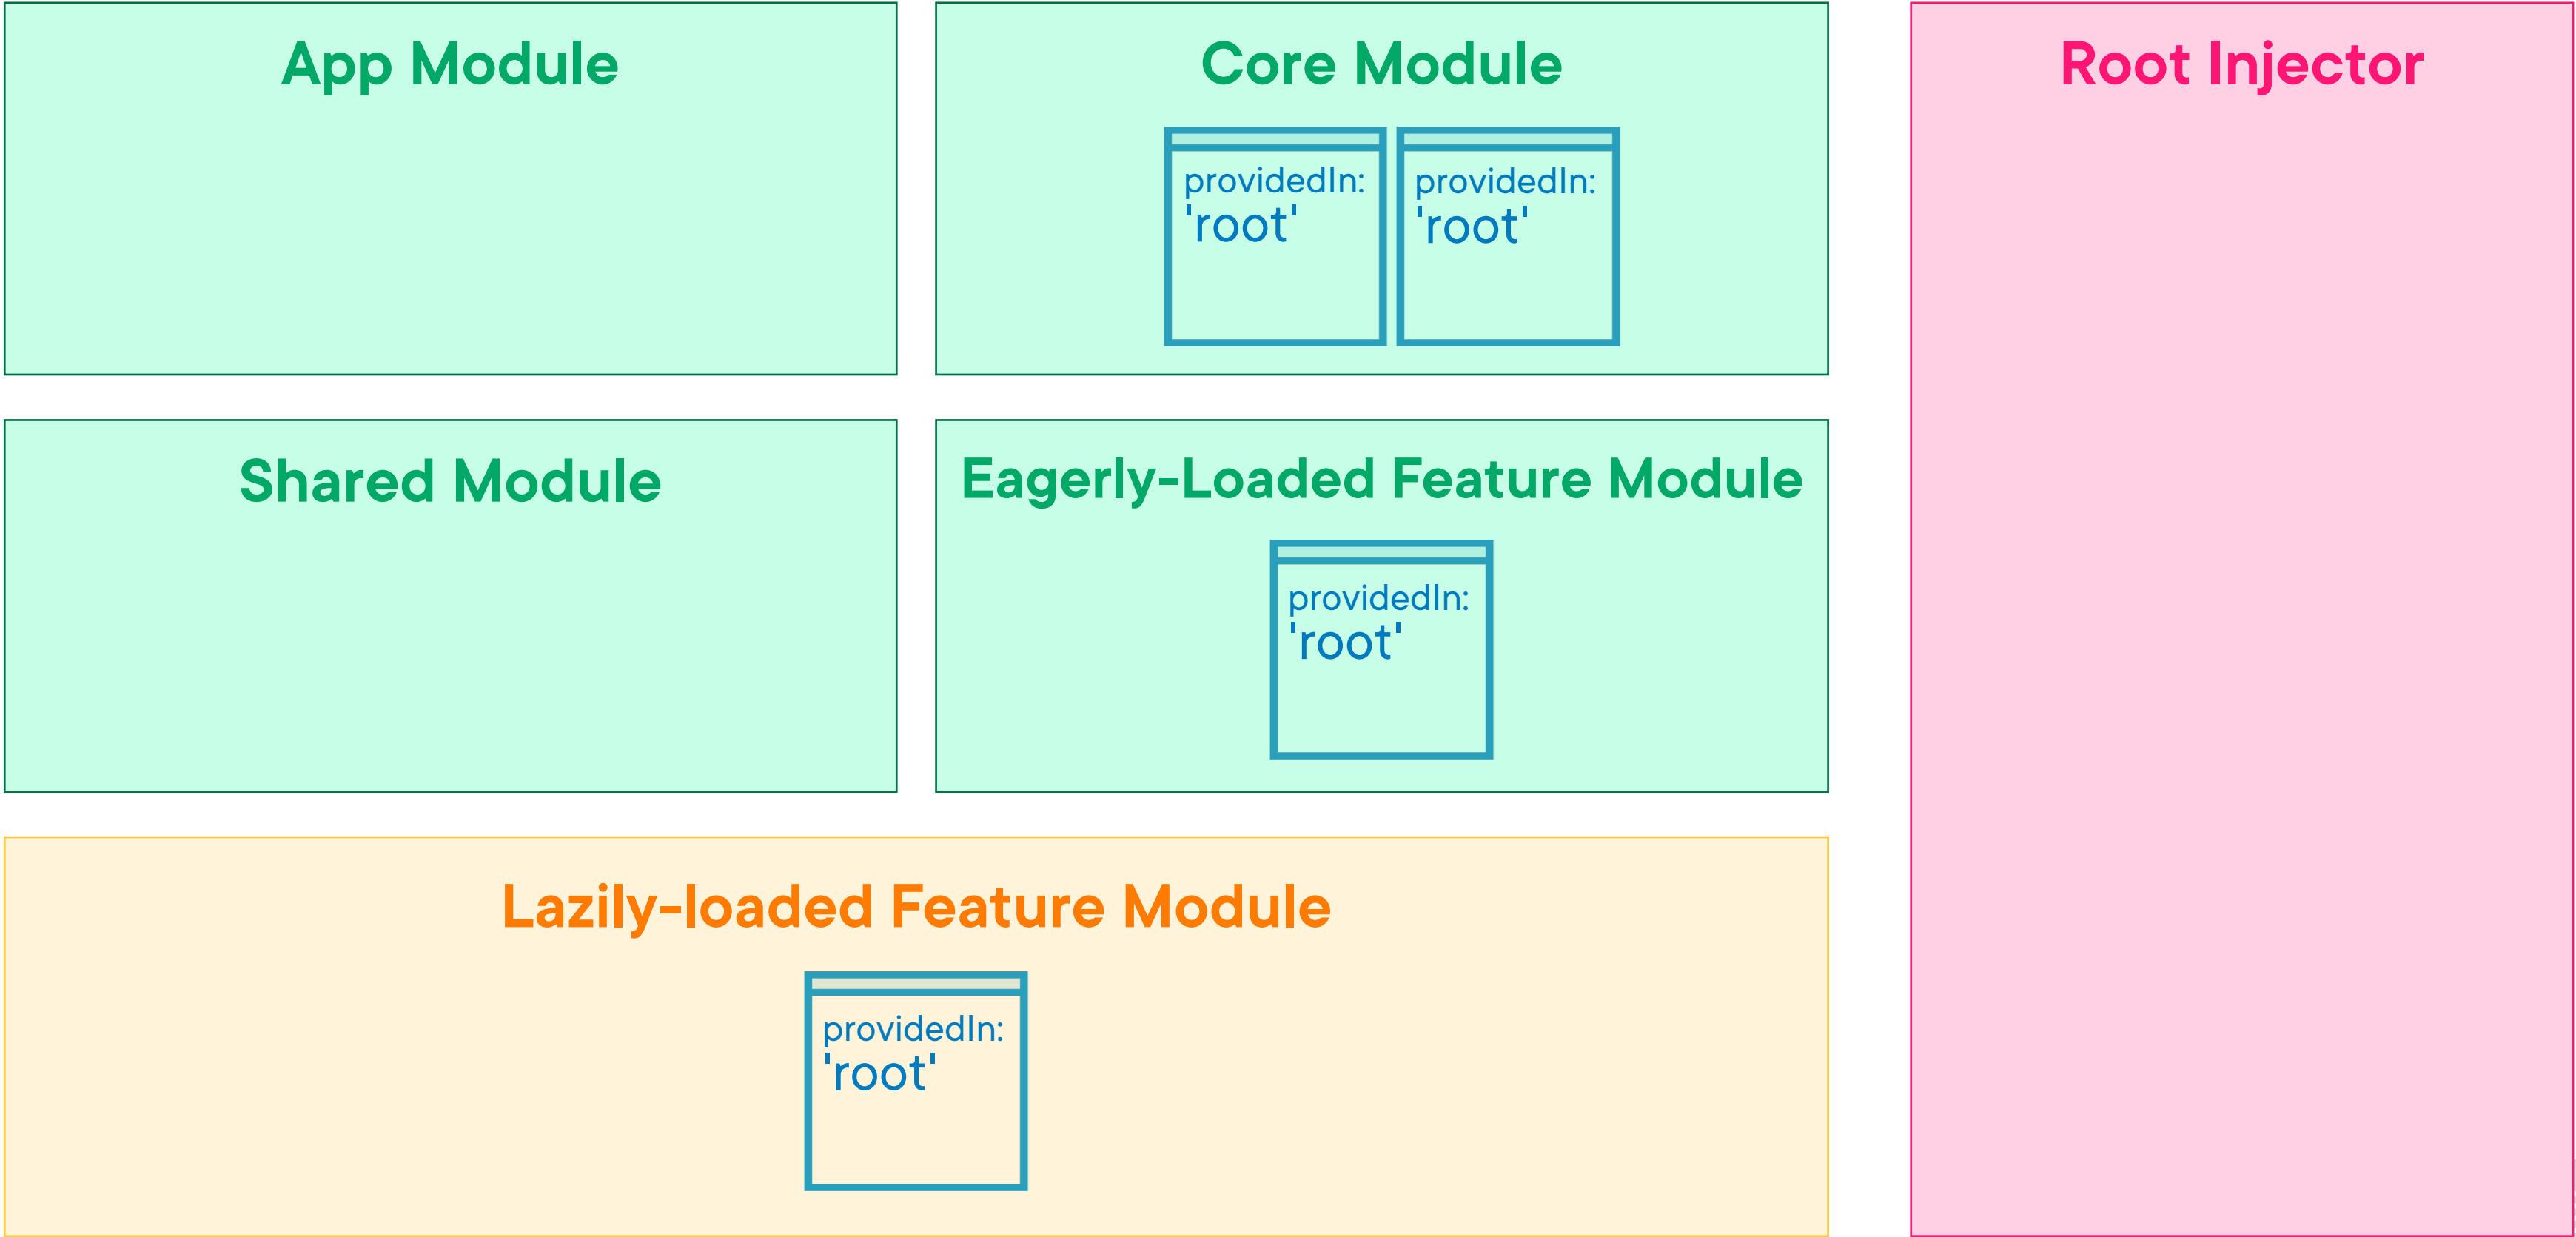 App Module
Core Module
providedIn:
'root'
providedIn:
'root'
Root Injector
Shared Module
Eagerly-Loaded Feature Module
providedIn:
'root'
Lazily-loaded Feature Module
providedIn:
'root'